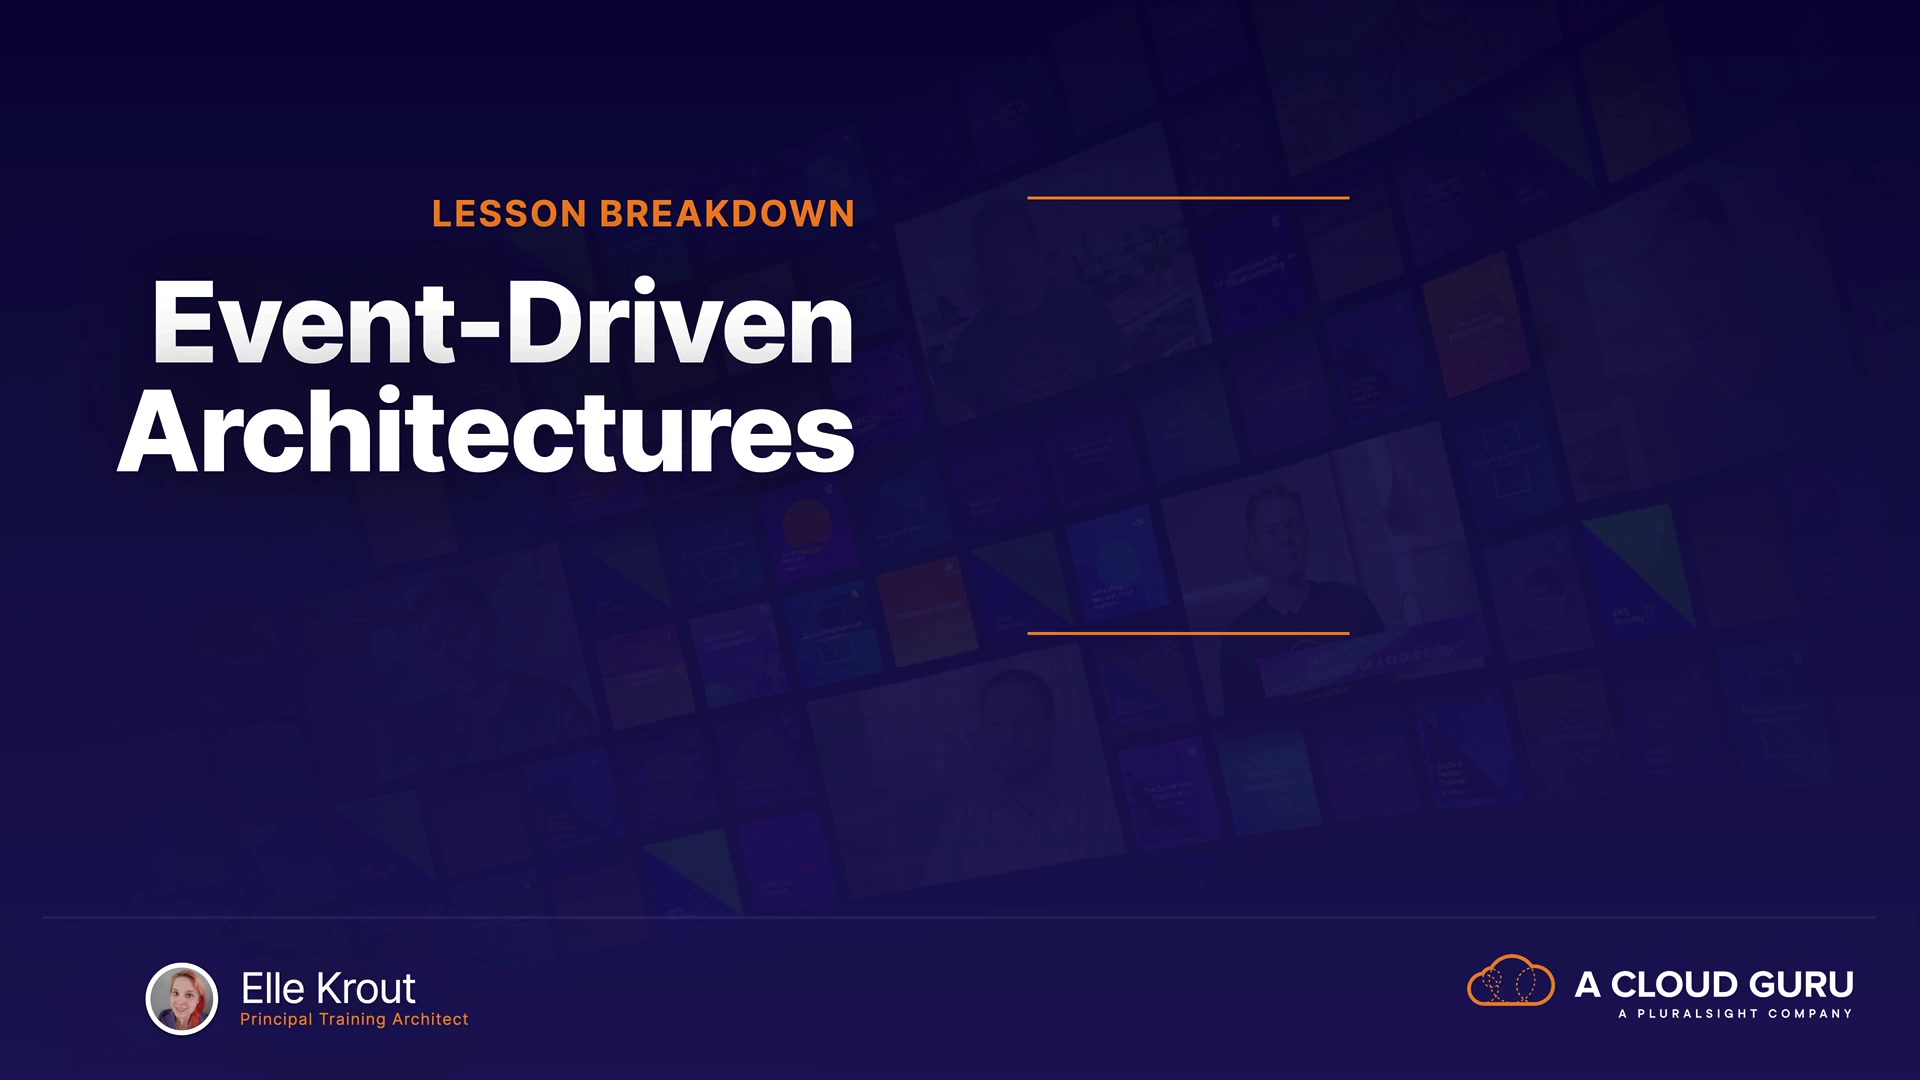 LESSON BREAKDOWN
Event-Driven
Architectures
Elle Krout
Principal Training Architect
A CLOUD GURU
A PLURALSIGHT COMPANY